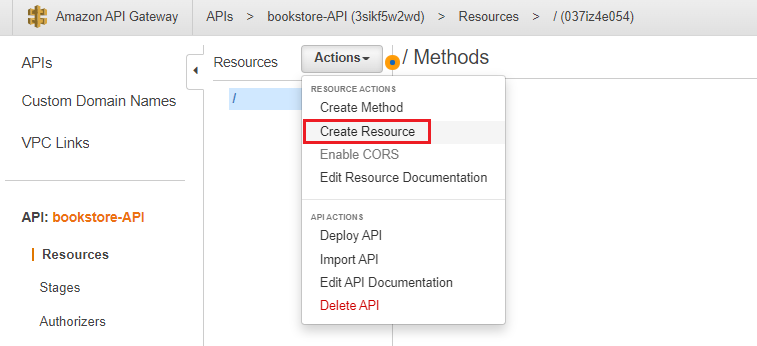 Amazon API Gateway APIs > bookstore-API (3sikf5w2wd) > Resources > / (037iz4e054)
APIs
Custom Domain Names
VPC Links
API: bookstore-API
Resources
Stages
Authorizers
Resources
Actions
/ Methods
/
RESOURCE ACTIONS
Create Method
Create Resource
Enable CORS
Edit Resource Documentation
API ACTIONS
Deploy API
Import API
Edit API Documentation
Delete API